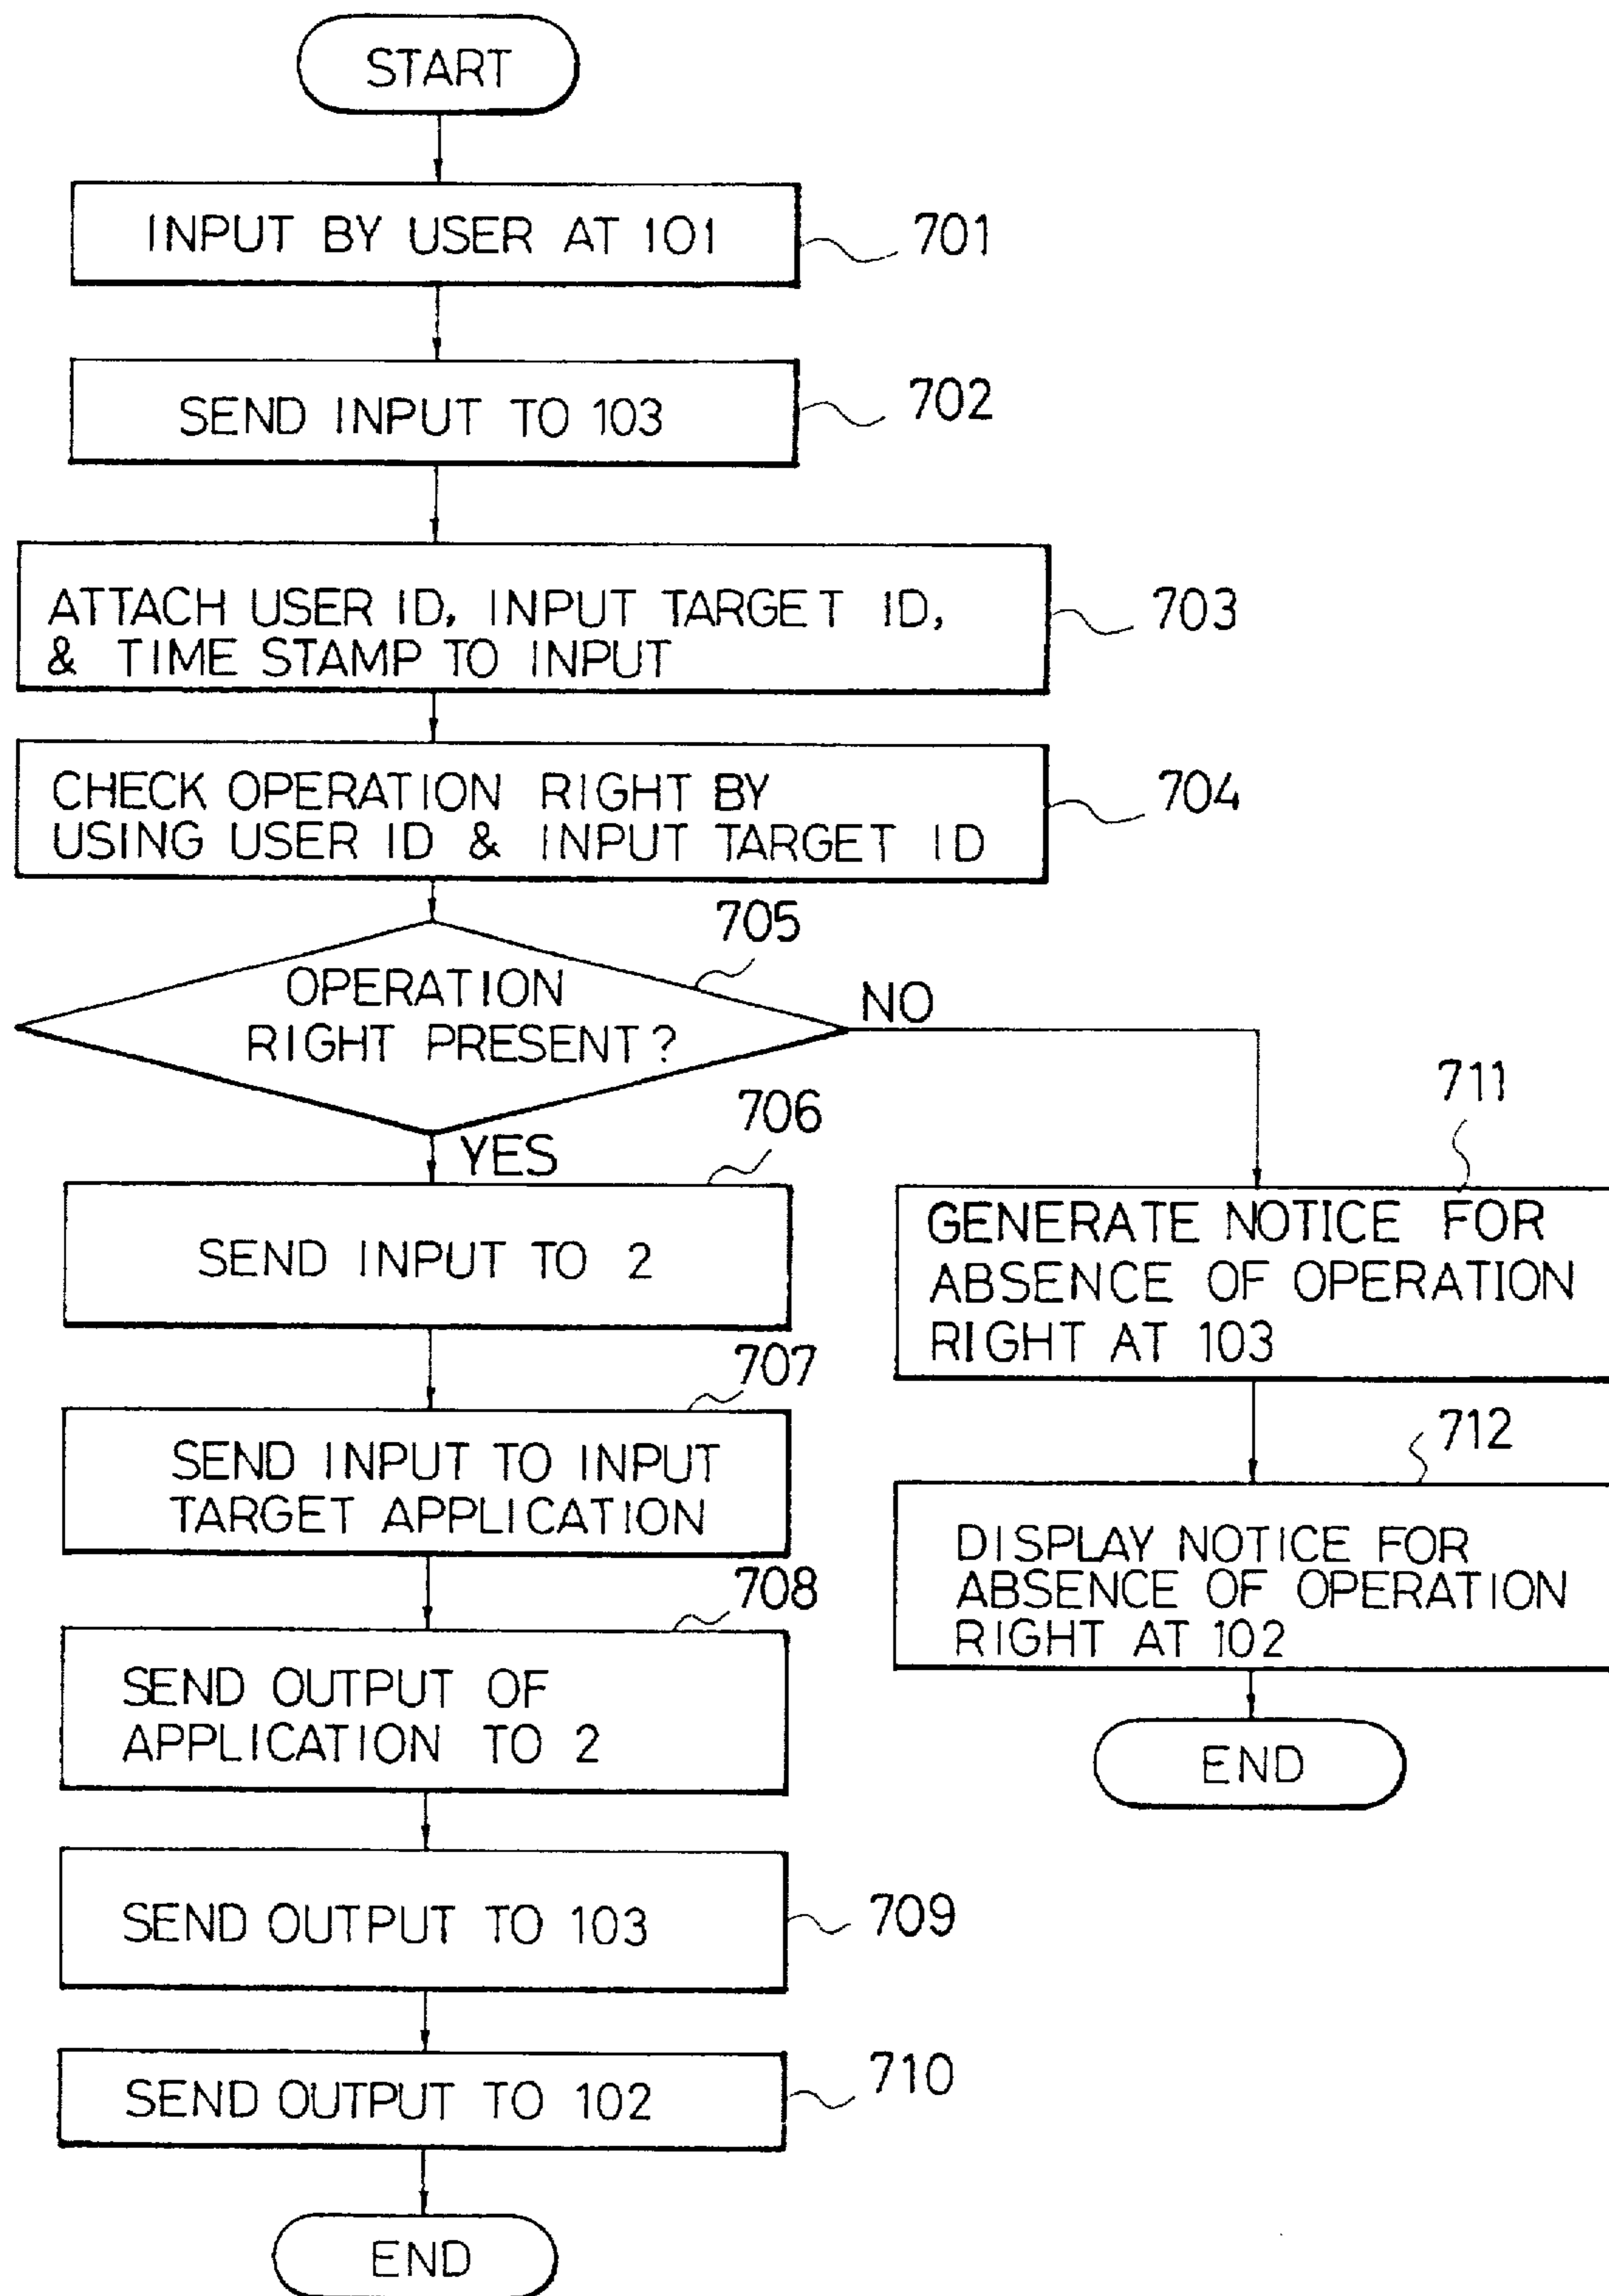 START
INPUT BY USER AT 101
701
SEND INPUT TO 103
702
ATTACH USER ID, INPUT TARGET ID,
& TIME STAMP TO INPUT
703
CHECK OPERATION RIGHT BY
USING USER ID & INPUT TARGET ID
704
705
OPERATION
RIGHT PRESENT?
NO
YES
706
SEND INPUT TO 2
707
SEND INPUT TO INPUT
TARGET APPLICATION
708
SEND OUTPUT OF
APPLICATION TO 2
SEND OUTPUT TO 103
709
SEND OUTPUT TO 102
710
END
711
GENERATE NOTICE FOR
ABSENCE OF OPERATION
RIGHT AT 103
712
DISPLAY NOTICE FOR
ABSENCE OF OPERATION
RIGHT AT 102
END